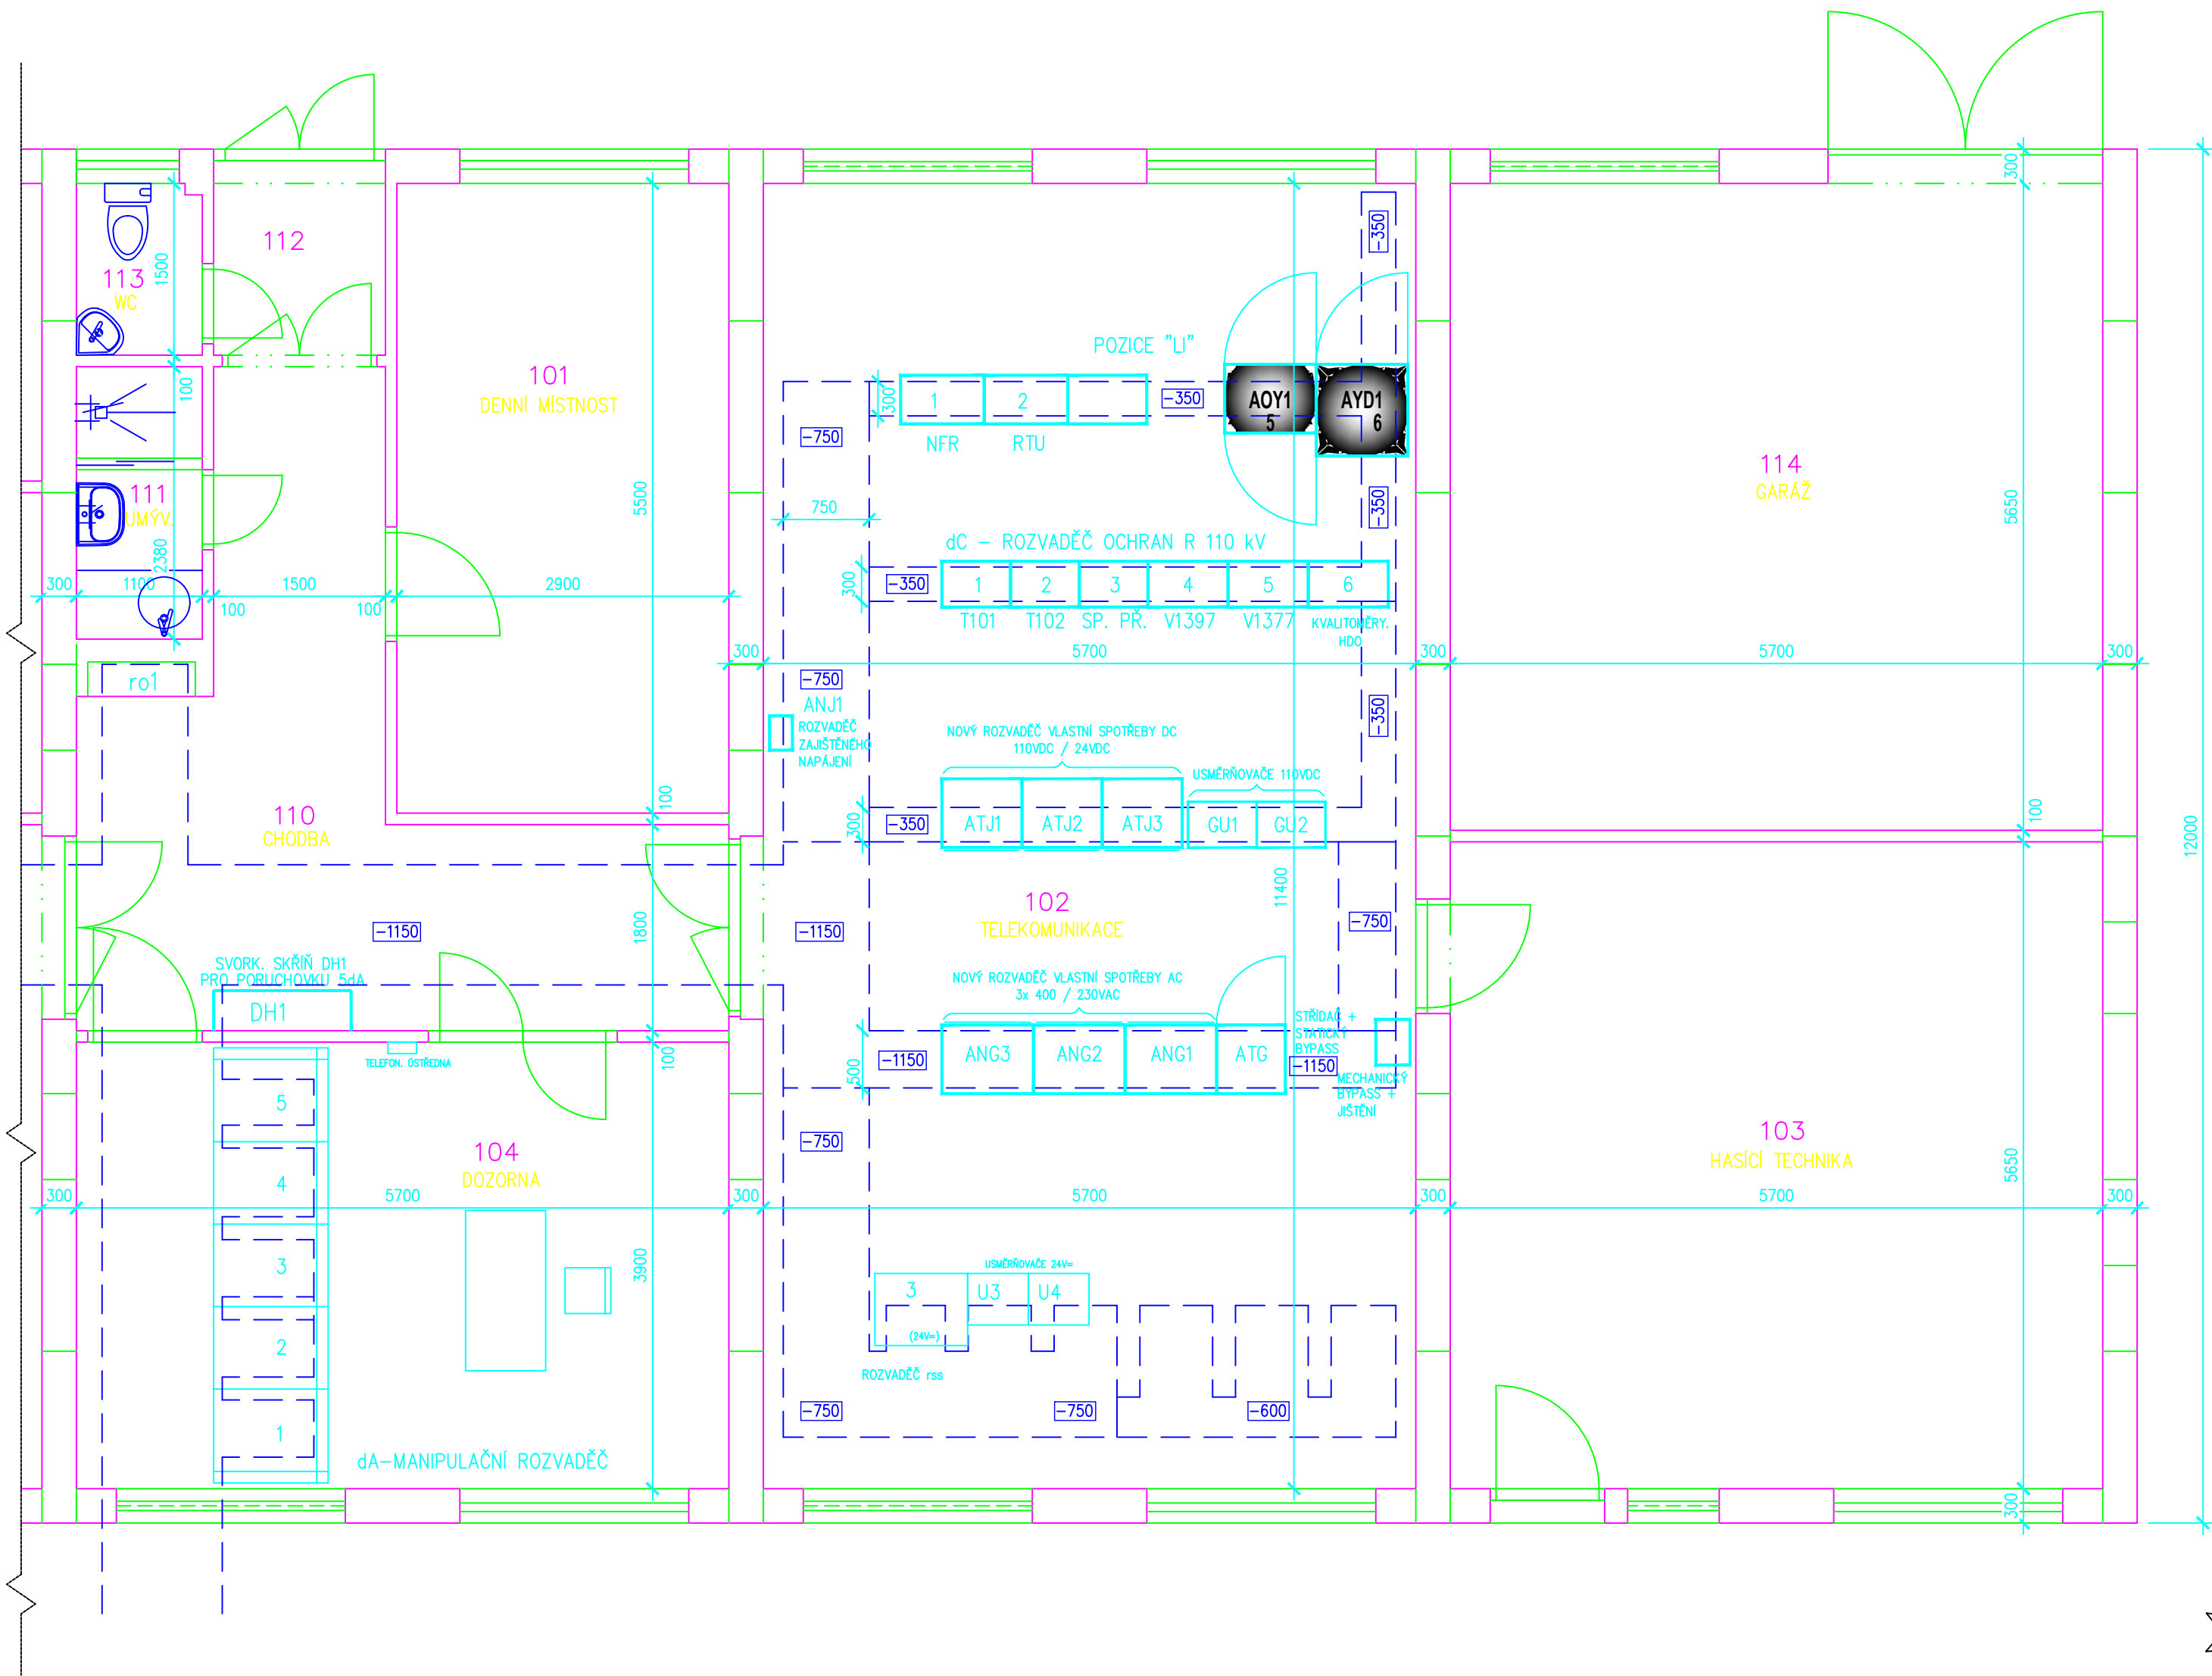 300
112
-350
113
WC
1500
POZICE "LI"
101
DENNÍ MÍSTNOST
100
300
1
2
-350
AOY1
5
AYD1
6
NFR
RTU
-750
114
GARÁŽ
111
UMÝV.
5500
750
-350
5650
dC – ROZVADĚČ OCHRAN R 110 kV
2380
300
1100
1500
2900
100
100
300
-350
1
2
3
4
5
6
T101
T102
SP. PŘ.
V1397
V1377
KVALITOMĚRY.
HDO
300
5700
300
5700
300
ro1
-750
-350
ANJ1
ROZVADĚČ
ZAJIŠTĚNÉHO
NAPÁJENÍ
NOVÝ ROZVADĚČ VLASTNÍ SPOTŘEBY DC
110VDC / 24VDC
USMĚRŇOVAČE 110VDC
100
100
12000
110
CHODBA
300
-350
ATJ1
ATJ2
ATJ3
GU1
GU2
11400
102
TELEKOMUNIKACE
-750
-1150
1800
-1150
SVORK. SKŘÍŇ DH1
PRO PORUCHOVKU 5dA
DH1
NOVÝ ROZVADĚČ VLASTNÍ SPOTŘEBY AC
3x 400 / 230VAC
STŘÍDAČ +
STATICKÝ
BYPASS
TELEFON. ÚSTŘEDNA
100
500
-1150
ANG3
ANG2
ANG1
ATG
-1150
MECHANICKÝ
BYPASS +
JIŠTĚNÍ
5
-750
104
DOZORNA
103
HASÍCÍ TECHNIKA
5650
4
300
5700
300
5700
300
5700
300
3900
3
USMĚRŇOVAČE 24V=
3
U3
U4
(24V=)
2
ROZVADĚČ rss
1
-750
-750
-600
dA–MANIPULAČNÍ ROZVADĚČ
300